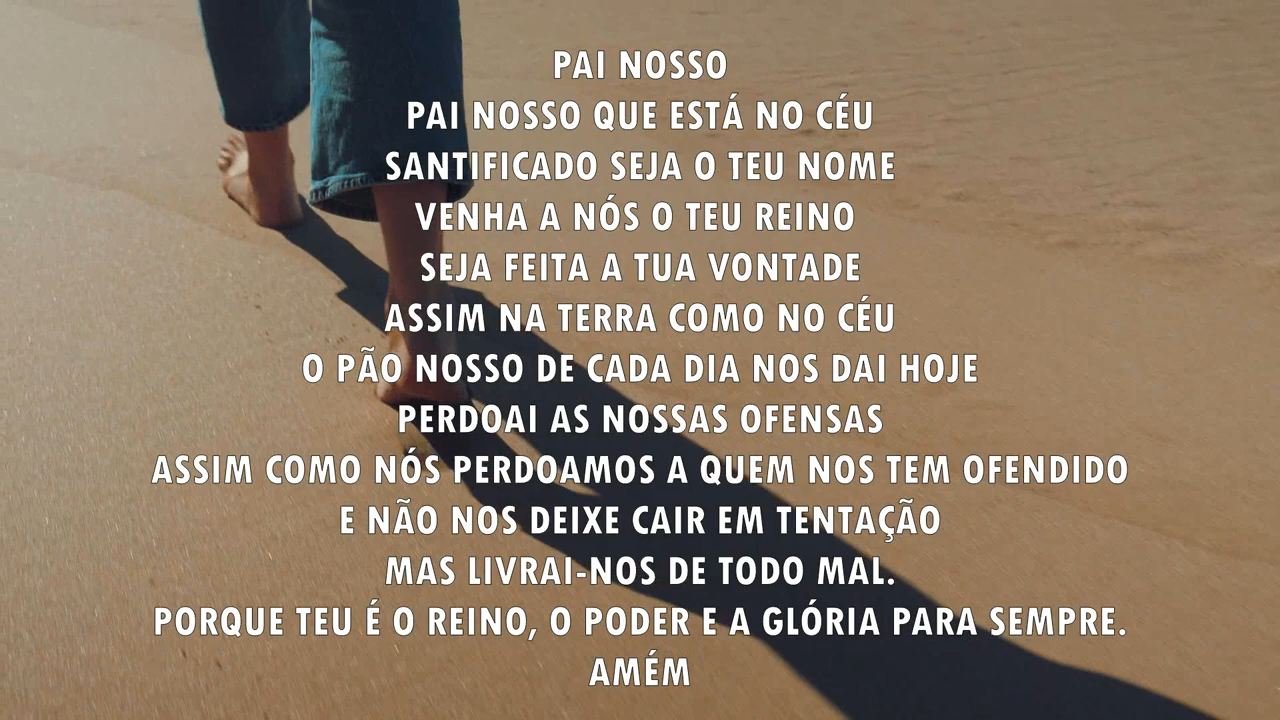 PAI NOSSO
PAI NOSSO QUE ESTÁ NO CÉU
SANTIFICADO SEJA O TEU NOME
VENHA A NÓS O TEU REINO
SEJA FEITA A TUA VONTADE
ASSIM NA TERRA COMO NO CÉU
O PÃO NOSSO DE CADA DIA NOS DAI HOJE
PERDOAI AS NOSSAS OFENSAS
ASSIM COMO NÓS PERDOAMOS A QUEM NOS TEM OFENDIDO
E NÃO NOS DEIXE CAIR EM TENTAÇÃO
MAS LIVRAI-NOS DE TODO MAL.
PORQUE TEU É O REINO, O PODER E A GLÓRIA PARA SEMPRE.
AMÉM